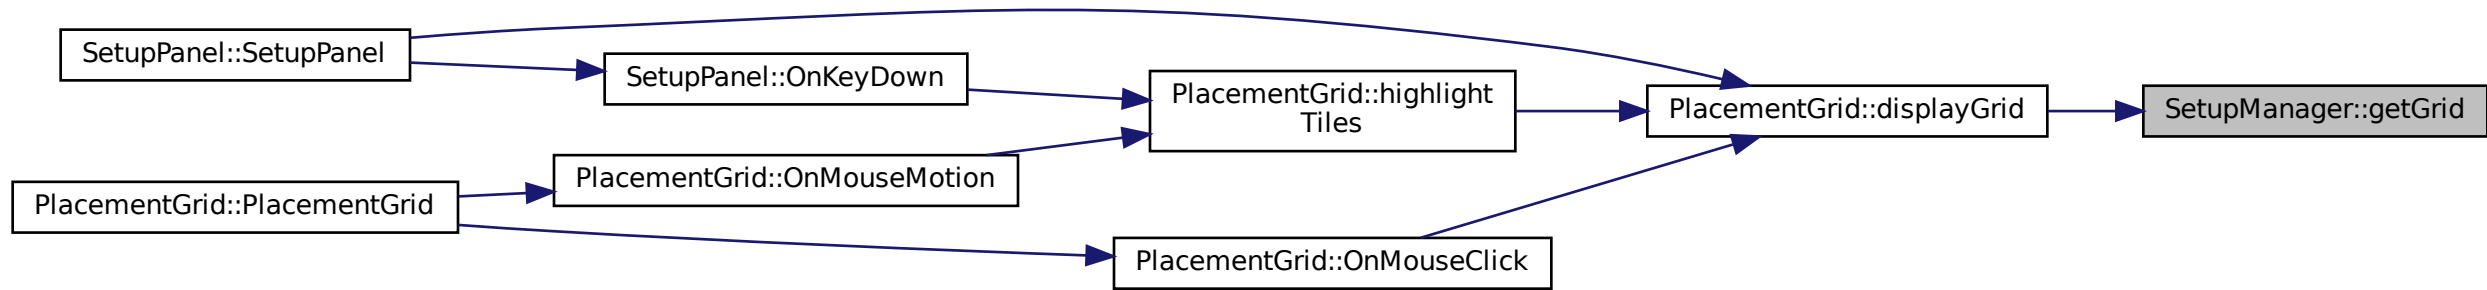 SetupPanel::SetupPanel
SetupPanel::OnKeyDown
PlacementGrid::highlight
Tiles
PlacementGrid::displayGrid
SetupManager::getGrid
PlacementGrid::OnMouseMotion
PlacementGrid::PlacementGrid
PlacementGrid::OnMouseClick